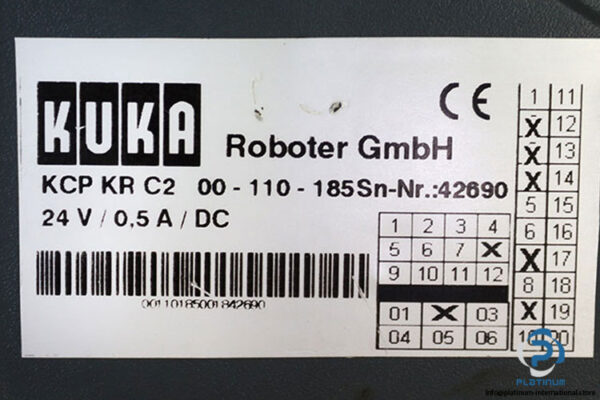 KUKA Roboter GmbH CE
KCP KR C2 00 - 110 - 185 Sn-Nr.:42690
24 V / 0,5 A / DC
00110185001842690
1 2 3 4
5 6 7 X
9 10 11 12
01 X 03
04 05 06
1 11
X 12
X 13
X 14
5 15
6 16
X 17
8 18
X 19
20
PLATINUM
info@platinum-international.store